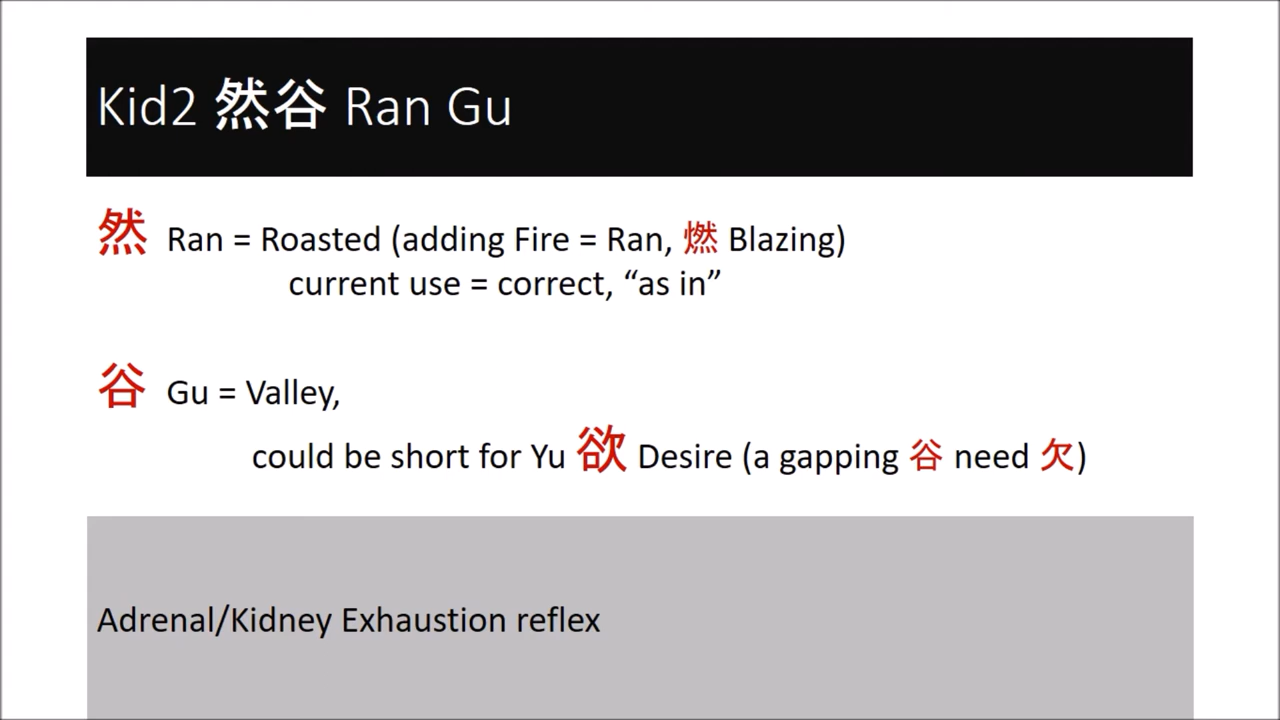 Kid2 然谷 Ran Gu
然 Ran = Roasted (adding Fire = Ran, 燃 Blazing)
current use = correct, “as in”
谷 Gu = Valley,
could be short for Yu 欲 Desire (a gapping 谷 need 欠)
Adrenal/Kidney Exhaustion reflex